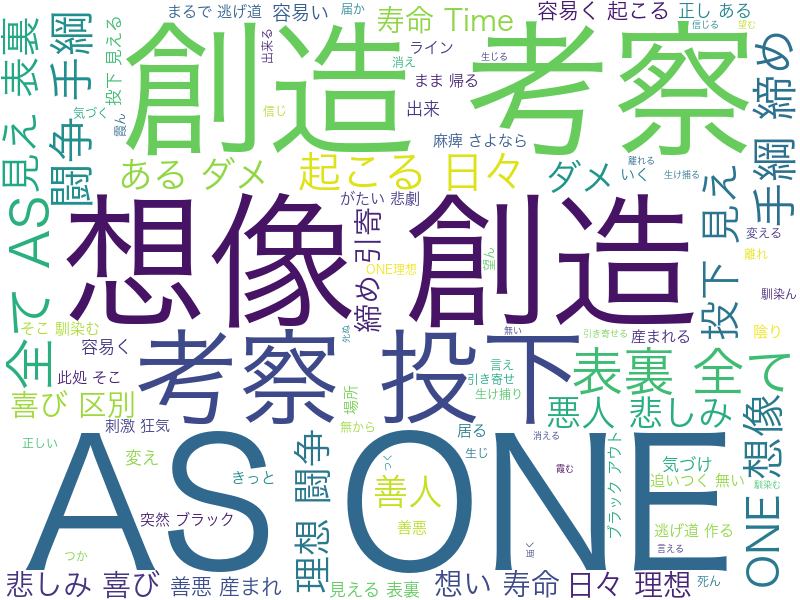 まるで 逃げ道
容易い
届か
寿命 Time
容易く 起こる
正し ある
信じる
望む
表裏
手綱
見え
投下 見える
創造 考察
出来る
ライン
消え
生じる
まま 帰る
気づく
霞ん
信じ
出来
締め
闘争
麻痺 さよなら
ある ダメ
起こる 日々
ダメ
離れる
いく
生け捕る
手綱
全て AS
想像 創造
がたい 悲劇
締め 引寄
望ん
ONE理想
投下 見え
変える
離れ
馴染ん
そこ 馴染む
容易く
死ぬ
無い
引き寄せる
産まれる
陰り
考察 投下
表裏 全て
此処 そこ
言え
引き寄せ
生け捕り
喜び 区別
場所
刺激 狂気
無から
悪人 悲しみ
居る
正しい
変え
AS ONE
理想 闘争
生じ
消える
つく
霞む
ブラック アウト
気づけ
追いつく 無い
馴染む
ONE 想像
きっと
善人
突然 ブラック
善悪
逃げ道 作る
言える
つか
悲しみ 喜び
善悪 産まれ
見える 表裏
想い 寿命
日々 理想
死ん